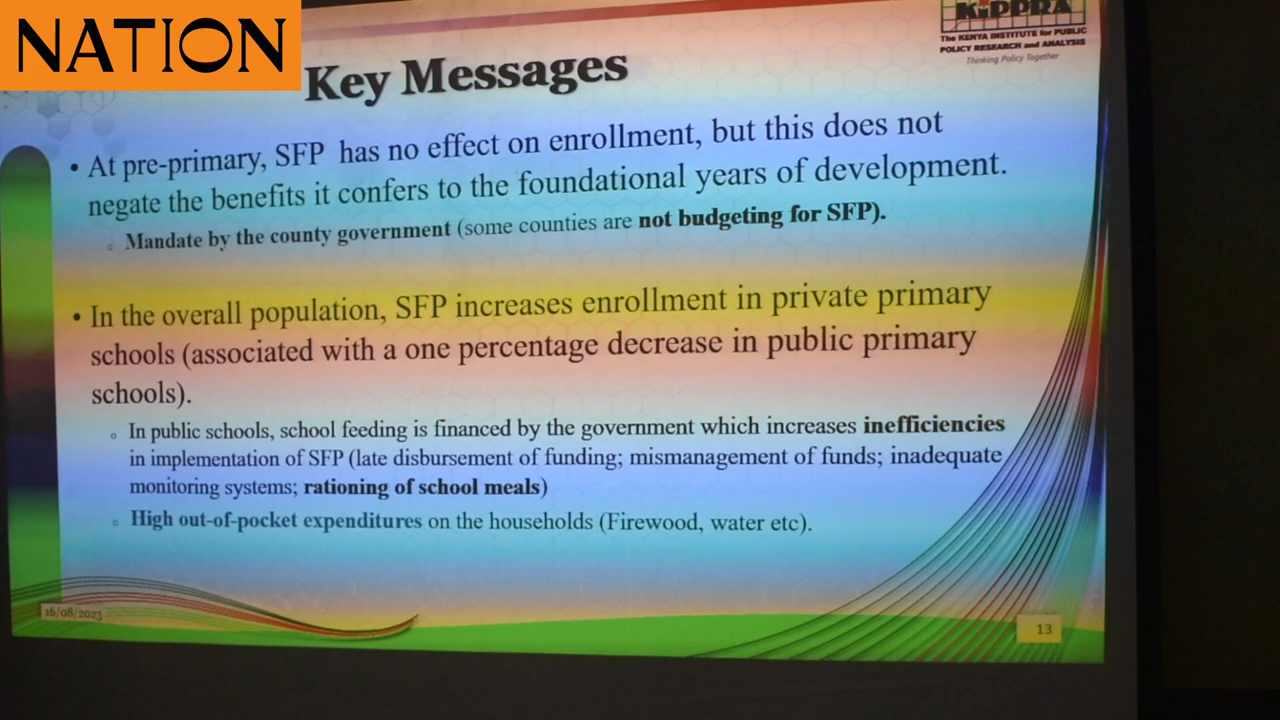 NATION
KIPPRA
The KENYA INSTITUTE for PUBLIC
POLICY RESEARCH and ANALYSIS
Thinking Policy Together
Key Messages
• At pre-primary, SFP has no effect on enrollment, but this does not
negate the benefits it confers to the foundational years of development.
○ Mandate by the county government (some counties are not budgeting for SFP).
• In the overall population, SFP increases enrollment in private primary
schools (associated with a one percentage decrease in public primary
schools).
○ In public schools, school feeding is financed by the government which increases inefficiencies
in implementation of SFP (late disbursement of funding; mismanagement of funds; inadequate
monitoring systems; rationing of school meals)
○ High out-of-pocket expenditures on the households (Firewood, water etc).
16/08/2023
13